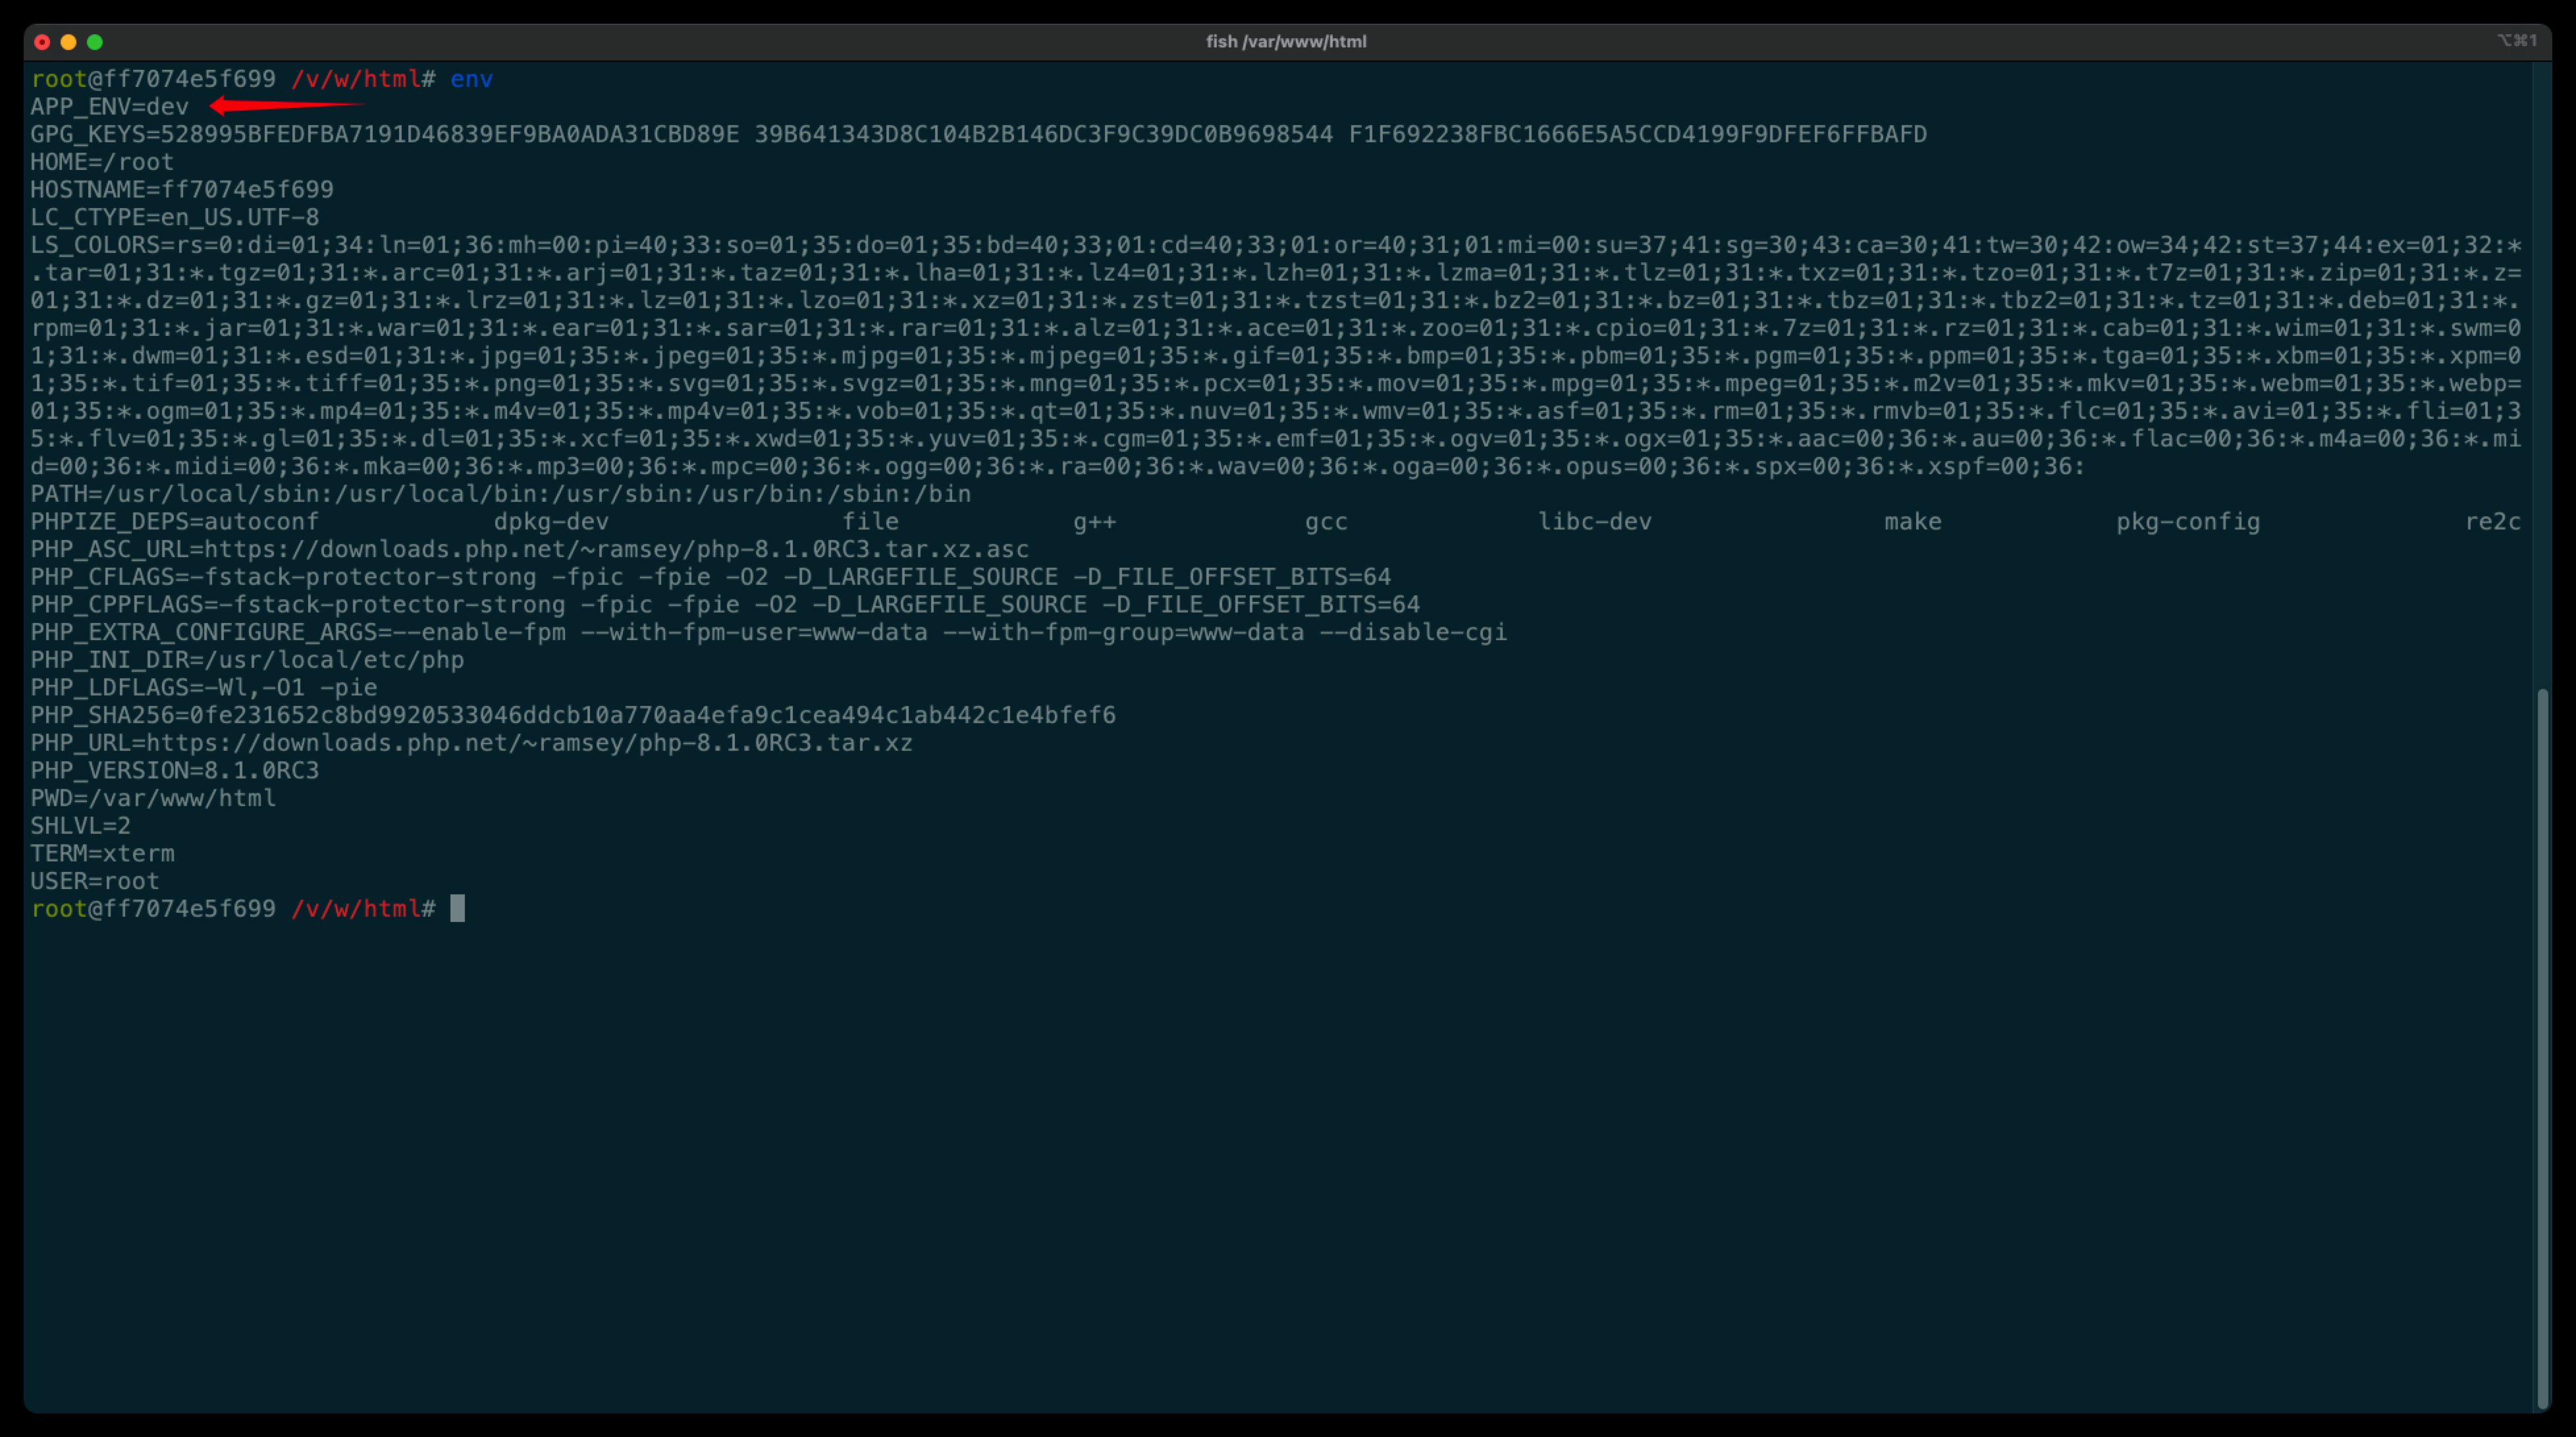 fish /var/www/html
⌥⌘1
root@ff7074e5f699 /v/w/html# env
APP_ENV=dev
GPG_KEYS=528995BFEDFBA7191D46839EF9BA0ADA31CBD89E 39B641343D8C104B2B146DC3F9C39DC0B9698544 F1F692238FBC1666E5A5CCD4199F9DFEF6FFBAFD
HOME=/root
HOSTNAME=ff7074e5f699
LC_CTYPE=en_US.UTF-8
LS_COLORS=rs=0:di=01;34:ln=01;36:mh=00:pi=40;33:so=01;35:do=01;35:bd=40;33;01:cd=40;33;01:or=40;31;01:mi=00:su=37;41:sg=30;43:ca=30;41:tw=30;42:ow=34;42:st=37;44:ex=01;32:*
.tar=01;31:*.tgz=01;31:*.arc=01;31:*.arj=01;31:*.taz=01;31:*.lha=01;31:*.lz4=01;31:*.lzh=01;31:*.lzma=01;31:*.tlz=01;31:*.txz=01;31:*.tzo=01;31:*.t7z=01;31:*.zip=01;31:*.z=
01;31:*.dz=01;31:*.gz=01;31:*.lrz=01;31:*.lz=01;31:*.lzo=01;31:*.xz=01;31:*.zst=01;31:*.tzst=01;31:*.bz2=01;31:*.bz=01;31:*.tbz=01;31:*.tbz2=01;31:*.tz=01;31:*.deb=01;31:*.
rpm=01;31:*.jar=01;31:*.war=01;31:*.ear=01;31:*.sar=01;31:*.rar=01;31:*.alz=01;31:*.ace=01;31:*.zoo=01;31:*.cpio=01;31:*.7z=01;31:*.rz=01;31:*.cab=01;31:*.wim=01;31:*.swm=0
1;31:*.dwm=01;31:*.esd=01;31:*.jpg=01;35:*.jpeg=01;35:*.mjpg=01;35:*.mjpeg=01;35:*.gif=01;35:*.bmp=01;35:*.pbm=01;35:*.pgm=01;35:*.ppm=01;35:*.tga=01;35:*.xbm=01;35:*.xpm=0
1;35:*.tif=01;35:*.tiff=01;35:*.png=01;35:*.svg=01;35:*.svgz=01;35:*.mng=01;35:*.pcx=01;35:*.mov=01;35:*.mpg=01;35:*.mpeg=01;35:*.m2v=01;35:*.mkv=01;35:*.webm=01;35:*.webp=
01;35:*.ogm=01;35:*.mp4=01;35:*.m4v=01;35:*.mp4v=01;35:*.vob=01;35:*.qt=01;35:*.nuv=01;35:*.wmv=01;35:*.asf=01;35:*.rm=01;35:*.rmvb=01;35:*.flc=01;35:*.avi=01;35:*.fli=01;3
5:*.flv=01;35:*.gl=01;35:*.dl=01;35:*.xcf=01;35:*.xwd=01;35:*.yuv=01;35:*.cgm=01;35:*.emf=01;35:*.ogv=01;35:*.ogx=01;35:*.aac=00;36:*.au=00;36:*.flac=00;36:*.m4a=00;36:*.mi
d=00;36:*.midi=00;36:*.mka=00;36:*.mp3=00;36:*.mpc=00;36:*.ogg=00;36:*.ra=00;36:*.wav=00;36:*.oga=00;36:*.opus=00;36:*.spx=00;36:*.xspf=00;36:
PATH=/usr/local/sbin:/usr/local/bin:/usr/sbin:/usr/bin:/sbin:/bin
PHPIZE_DEPS=autoconf dpkg-dev file g++ gcc libc-dev make pkg-config re2c
PHP_ASC_URL=https://downloads.php.net/~ramsey/php-8.1.0RC3.tar.xz.asc
PHP_CFLAGS=-fstack-protector-strong -fpic -fpie -O2 -D_LARGEFILE_SOURCE -D_FILE_OFFSET_BITS=64
PHP_CPPFLAGS=-fstack-protector-strong -fpic -fpie -O2 -D_LARGEFILE_SOURCE -D_FILE_OFFSET_BITS=64
PHP_EXTRA_CONFIGURE_ARGS=--enable-fpm --with-fpm-user=www-data --with-fpm-group=www-data --disable-cgi
PHP_INI_DIR=/usr/local/etc/php
PHP_LDFLAGS=-Wl,-O1 -pie
PHP_SHA256=0fe231652c8bd9920533046ddcb10a770aa4efa9c1cea494c1ab442c1e4bfef6
PHP_URL=https://downloads.php.net/~ramsey/php-8.1.0RC3.tar.xz
PHP_VERSION=8.1.0RC3
PWD=/var/www/html
SHLVL=2
TERM=xterm
USER=root
root@ff7074e5f699 /v/w/html#